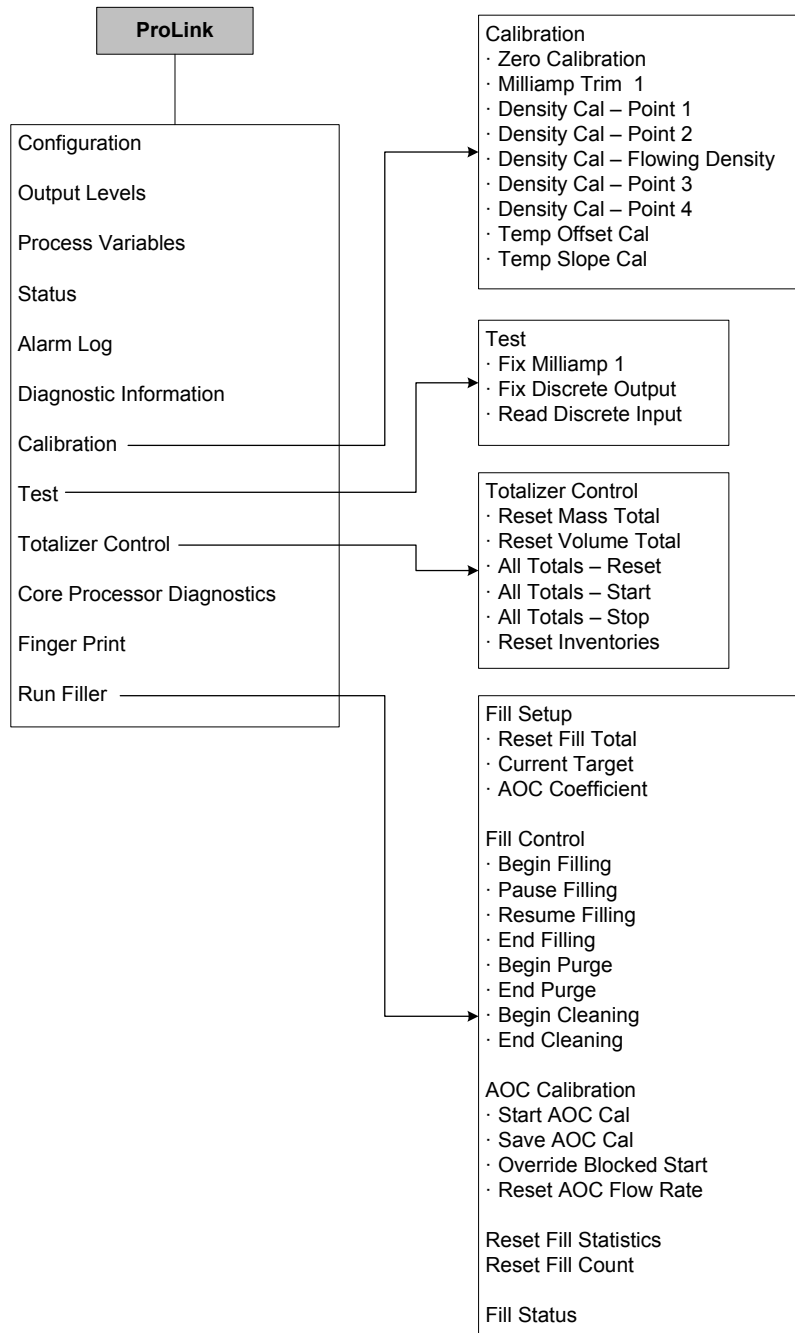 ProLink
Configuration
Output Levels
Process Variables
Status
Alarm Log
Diagnostic Information
Calibration
Test
Totalizer Control
Core Processor Diagnostics
Finger Print
Run Filler
Calibration
· Zero Calibration
· Milliamp Trim 1
· Density Cal – Point 1
· Density Cal – Point 2
· Density Cal – Flowing Density
· Density Cal – Point 3
· Density Cal – Point 4
· Temp Offset Cal
· Temp Slope Cal
Test
· Fix Milliamp 1
· Fix Discrete Output
· Read Discrete Input
Totalizer Control
· Reset Mass Total
· Reset Volume Total
· All Totals – Reset
· All Totals – Start
· All Totals – Stop
· Reset Inventories
Fill Setup
· Reset Fill Total
· Current Target
· AOC Coefficient
Fill Control
· Begin Filling
· Pause Filling
· Resume Filling
· End Filling
· Begin Purge
· End Purge
· Begin Cleaning
· End Cleaning
AOC Calibration
· Start AOC Cal
· Save AOC Cal
· Override Blocked Start
· Reset AOC Flow Rate
Reset Fill Statistics
Reset Fill Count
Fill Status